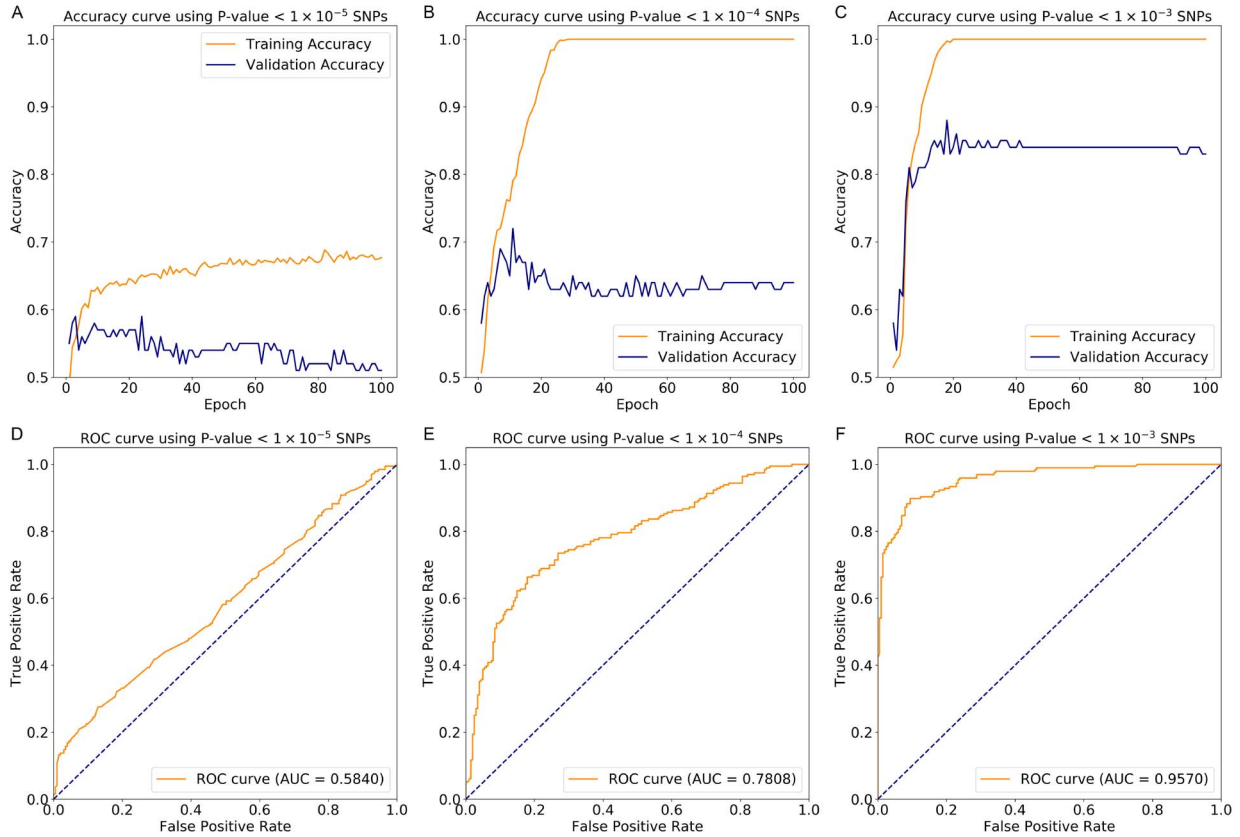 A
Accuracy curve using P-value < 1 × 10⁻⁵ SNPs
1.0
0.9
0.8
0.7
0.6
0.5
Accuracy
Training Accuracy
Validation Accuracy
0
20
40
60
80
100
Epoch
B
Accuracy curve using P-value < 1 × 10⁻⁴ SNPs
1.0
0.9
0.8
0.7
0.6
0.5
Accuracy
Training Accuracy
Validation Accuracy
0
20
40
60
80
100
Epoch
C
Accuracy curve using P-value < 1 × 10⁻³ SNPs
1.0
0.9
0.8
0.7
0.6
0.5
Accuracy
Training Accuracy
Validation Accuracy
0
20
40
60
80
100
Epoch
D
ROC curve using P-value < 1 × 10⁻⁵ SNPs
1.0
0.8
0.6
0.4
0.2
0.0
True Positive Rate
ROC curve (AUC = 0.5840)
0.0
0.2
0.4
0.6
0.8
1.0
False Positive Rate
E
ROC curve using P-value < 1 × 10⁻⁴ SNPs
1.0
0.8
0.6
0.4
0.2
0.0
True Positive Rate
ROC curve (AUC = 0.7808)
0.0
0.2
0.4
0.6
0.8
1.0
False Positive Rate
F
ROC curve using P-value < 1 × 10⁻³ SNPs
1.0
0.8
0.6
0.4
0.2
0.0
True Positive Rate
ROC curve (AUC = 0.9570)
0.0
0.2
0.4
0.6
0.8
1.0
False Positive Rate